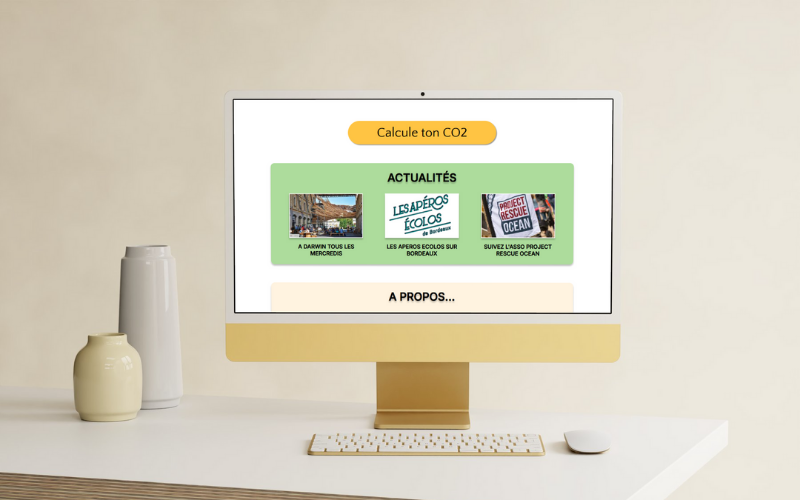 Calcule ton CO2
ACTUALITÉS
LES APÉROS
ÉCOLOS
de Bordeaux
PROJECT
RESCUE
OCEAN
A DARWIN TOUS LES
MERCREDIS
LES APEROS ECOLOS SUR
BORDEAUX
SUIVEZ L'ASSO PROJECT
RESCUE OCEAN
A PROPOS...